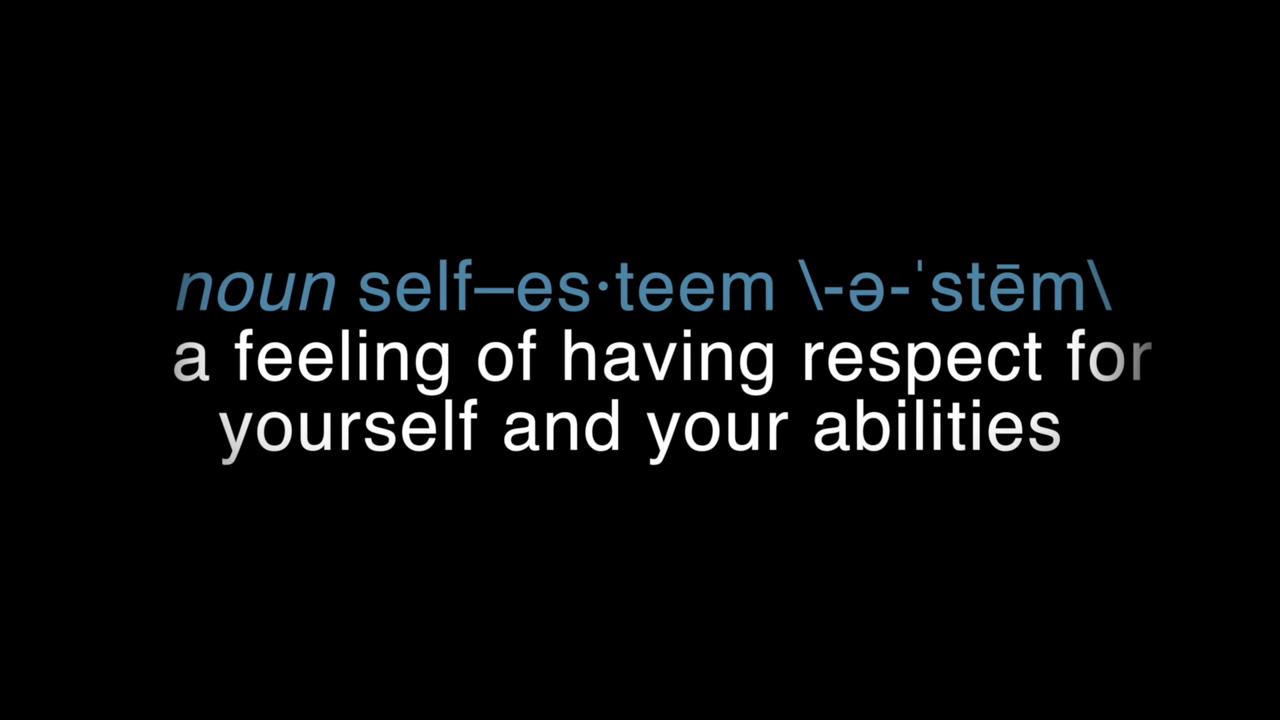 noun self—es·teem \-ə-ˈstēm\
a feeling of having respect for
yourself and your abilities